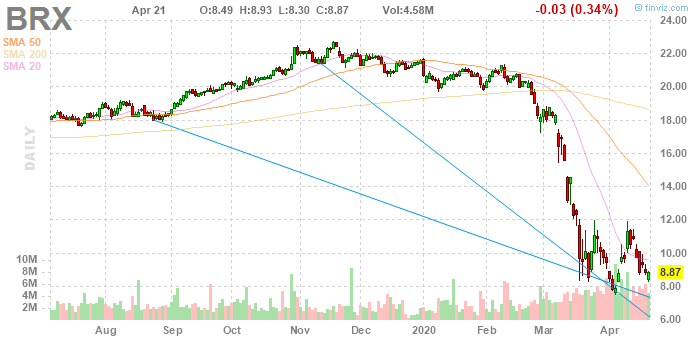 BRX
Apr 21 O:8.49 H:8.93 L:8.30 C:8.87 Vol:4.58M -0.03 (0.34%)
© finviz.com
SMA 50
SMA 200
SMA 20
DAILY
24.00
22.00
20.00
18.00
16.00
14.00
12.00
10.00
8.87
8.00
6.00
10M
8M
6M
4M
2M
Aug Sep Oct Nov Dec 2020 Feb Mar Apr